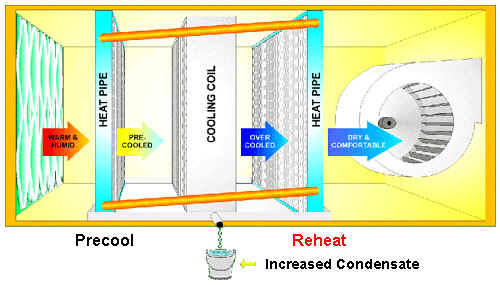 HEAT PIPE
COOLING COIL
HEAT PIPE
WARM &
HUMID
PRE-
COOLED
OVER
COOLED
DRY &
COMFORTABLE
Precool
Reheat
Increased Condensate